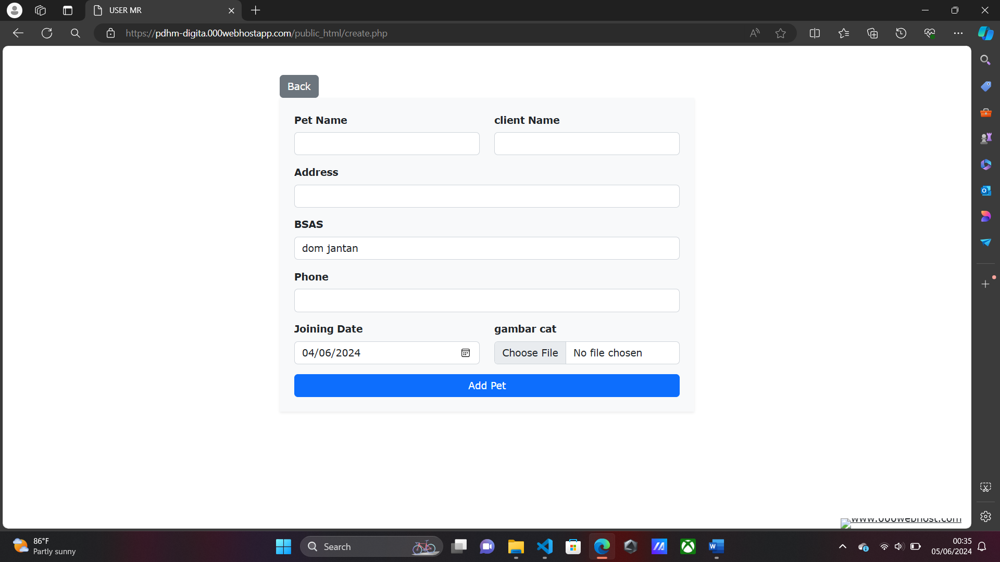 USER MR
https://pdhm-digita.000webhostapp.com/public_html/create.php
Back
Pet Name
client Name
Address
BSAS
dom jantan
Phone
Joining Date
gambar cat
04/06/2024
Choose File
No file chosen
Add Pet
www.000webhost.com
86°F
Partly sunny
Search
00:35
05/06/2024